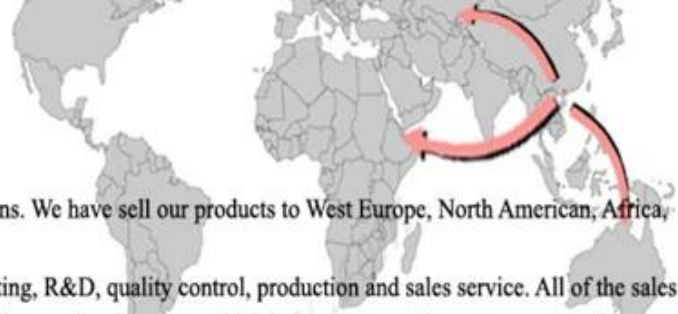 ns. We have sell our products to West Europe, North American, Africa,
ting, R&D, quality control, production and sales service. All of the sales